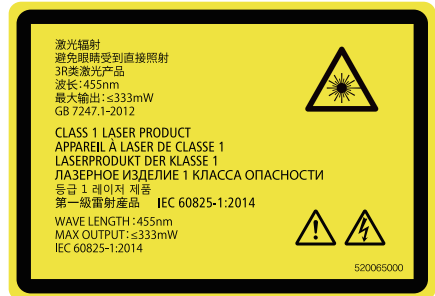 激光辐射
避免眼睛受到直接照射
3R类激光产品
波长:455nm
最大输出:≤333mW
GB 7247.1-2012
CLASS 1 LASER PRODUCT
APPAREIL À LASER DE CLASSE 1
LASERPRODUKT DER KLASSE 1
ЛАЗЕРНОЕ ИЗДЕЛИЕ 1 КЛАССА ОПАСНОСТИ
등급 1 레이저 제품
第一級雷射産品 IEC 60825-1:2014
WAVE LENGTH:455nm
MAX OUTPUT:≤333mW
IEC 60825-1:2014
520065000